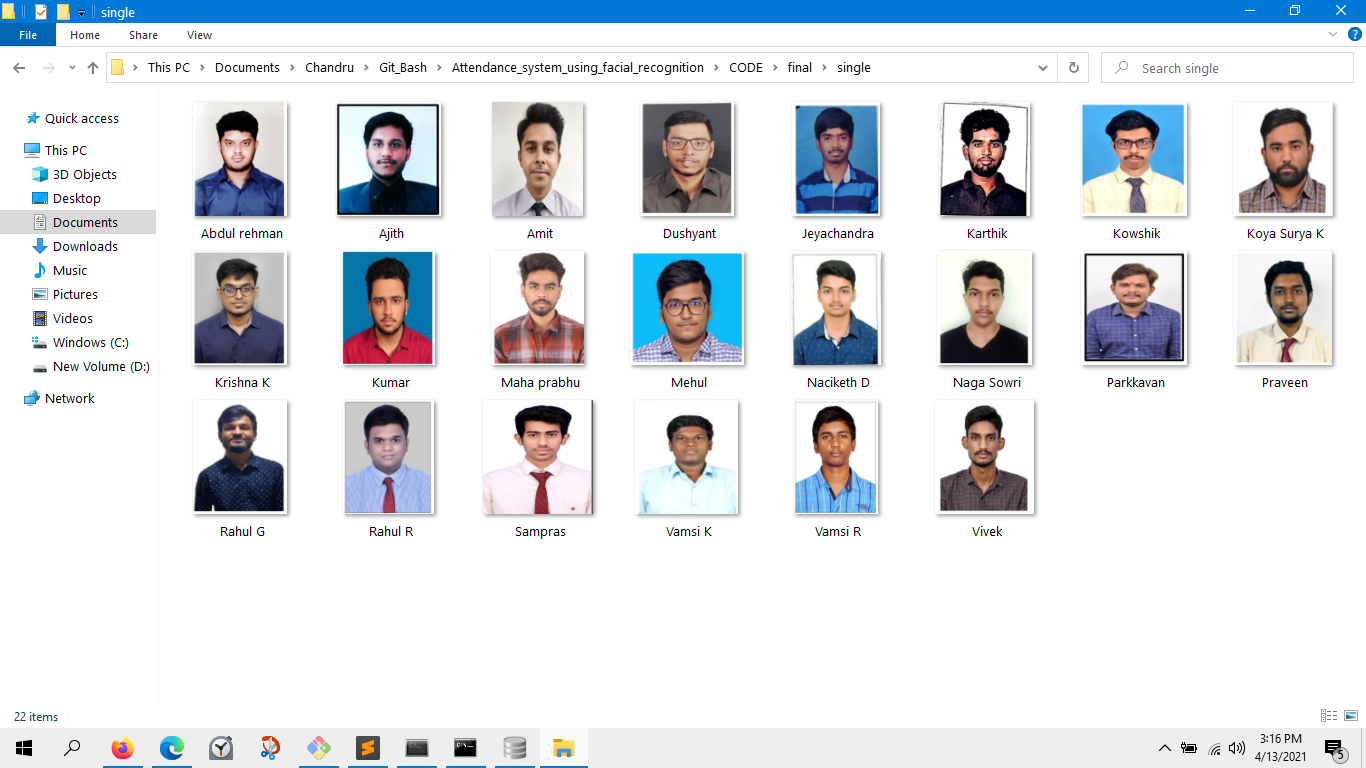 single
File Home Share View
This PC Documents Chandru Git_Bash Attendance_system_using_facial_recognition CODE final single
Search single
Quick access
This PC
3D Objects
Desktop
Documents
Downloads
Music
Pictures
Videos
Windows (C:)
New Volume (D:)
Network
Abdul rehman Ajith Amit Dushyant Jeyachandra Karthik Kowshik Koya Surya K
Krishna K Kumar Maha prabhu Mehul Naciketh D Naga Sowri Parkkavan Praveen
Rahul G Rahul R Sampras Vamsi K Vamsi R Vivek
22 items
3:16 PM
4/13/2021
5